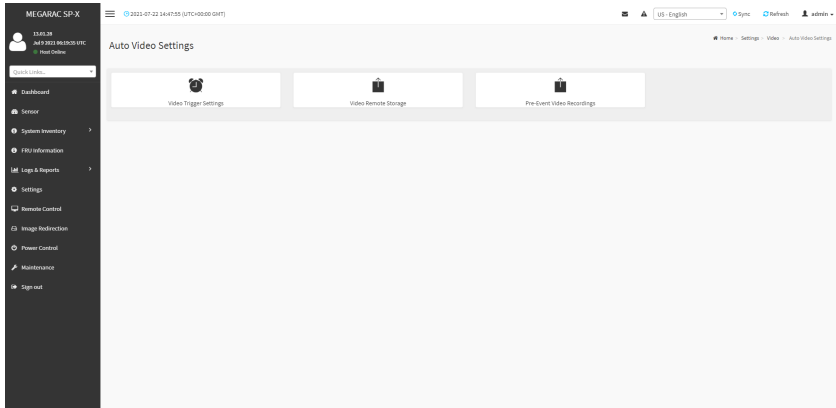 MEGARAC SP-X
2021-07-22 14:47:55 (UTC+00:00 GMT)
US - English
Sync
Refresh
admin
13.01.28
Jul 9 2021 06:19:35 UTC
Host Online
Quick Links...
Dashboard
Sensor
System Inventory
FRU Information
Logs & Reports
Settings
Remote Control
Image Redirection
Power Control
Maintenance
Sign out
Auto Video Settings
Home > Settings > Video > Auto Video Settings
Video Trigger Settings
Video Remote Storage
Pre-Event Video Recordings